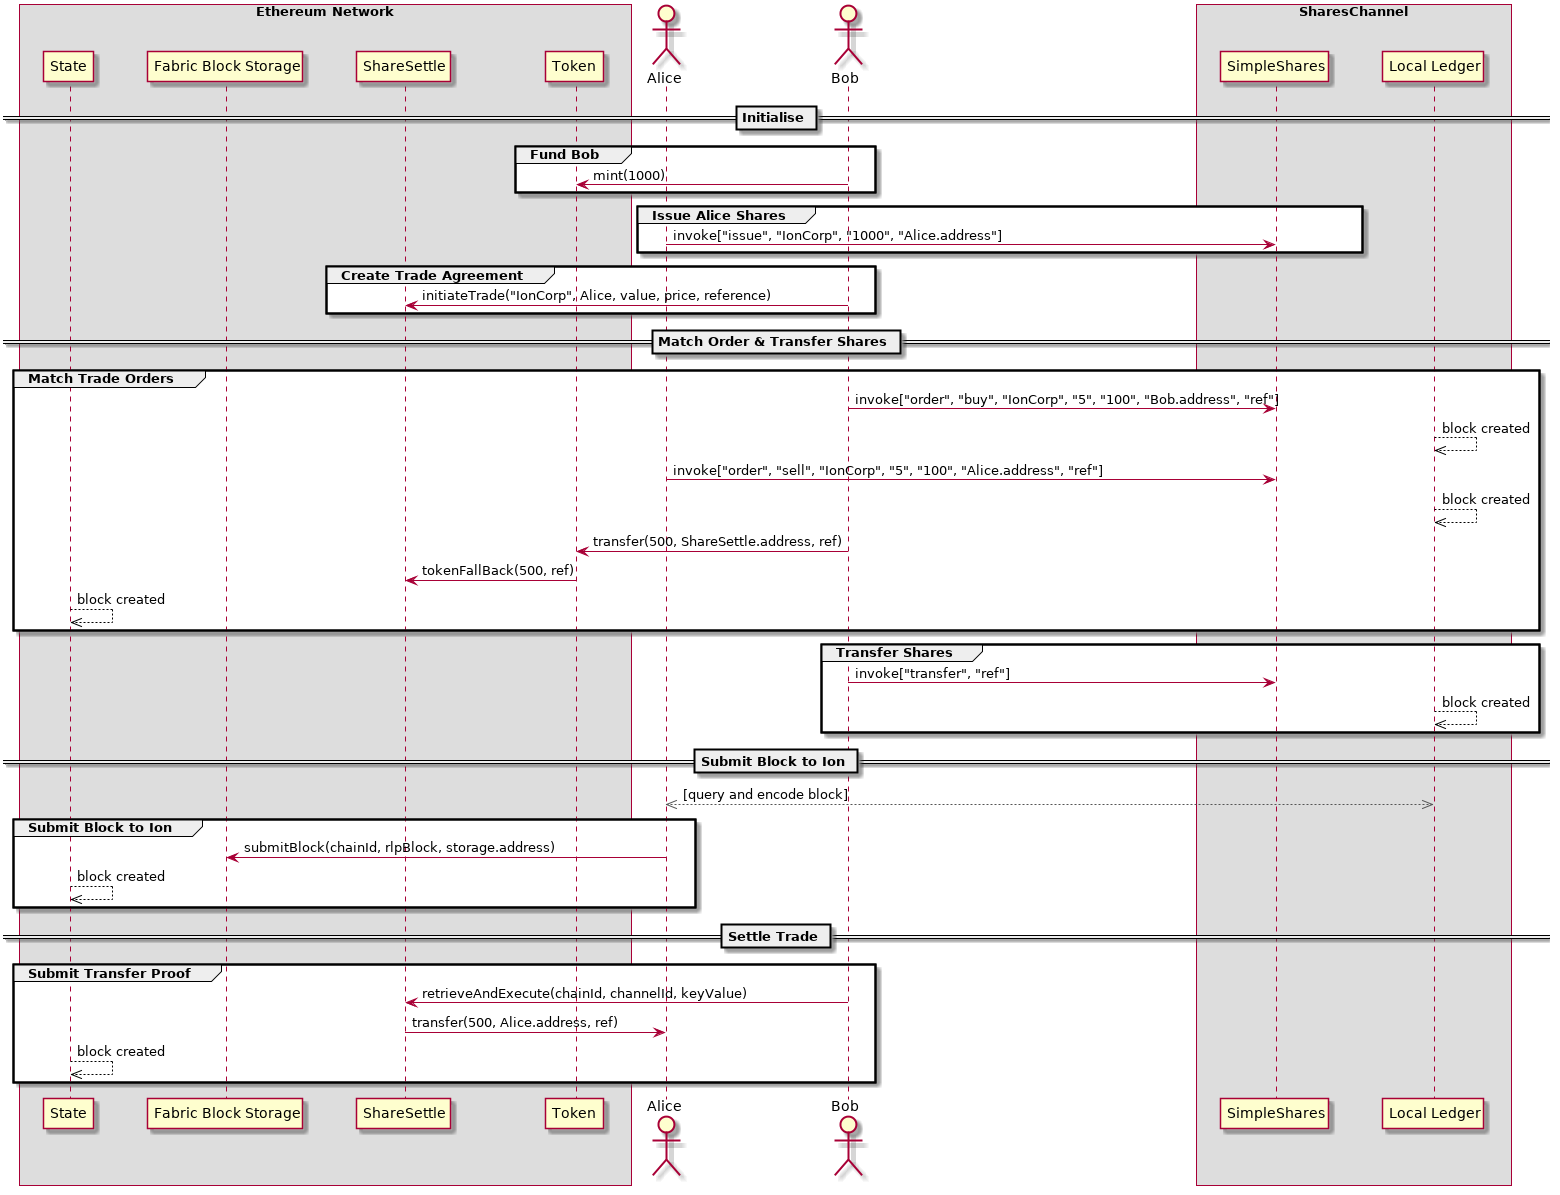 Ethereum Network
SharesChannel
State
Fabric Block Storage
ShareSettle
Token
Alice
Bob
SimpleShares
Local Ledger
Initialise
Fund Bob
mint(1000)
Issue Alice Shares
invoke["issue", "IonCorp", "1000", "Alice.address"]
Create Trade Agreement
initiateTrade("IonCorp", Alice, value, price, reference)
Match Order & Transfer Shares
Match Trade Orders
invoke["order", "buy", "IonCorp", "5", "100", "Bob.address", "ref"]
block created
invoke["order", "sell", "IonCorp", "5", "100", "Alice.address", "ref"]
block created
transfer(500, ShareSettle.address, ref)
tokenFallBack(500, ref)
block created
Transfer Shares
invoke["transfer", "ref"]
block created
Submit Block to Ion
[query and encode block]
Submit Block to Ion
submitBlock(chainId, rlpBlock, storage.address)
block created
Settle Trade
Submit Transfer Proof
retrieveAndExecute(chainId, channelId, keyValue)
transfer(500, Alice.address, ref)
block created
State
Fabric Block Storage
ShareSettle
Token
Alice
Bob
SimpleShares
Local Ledger